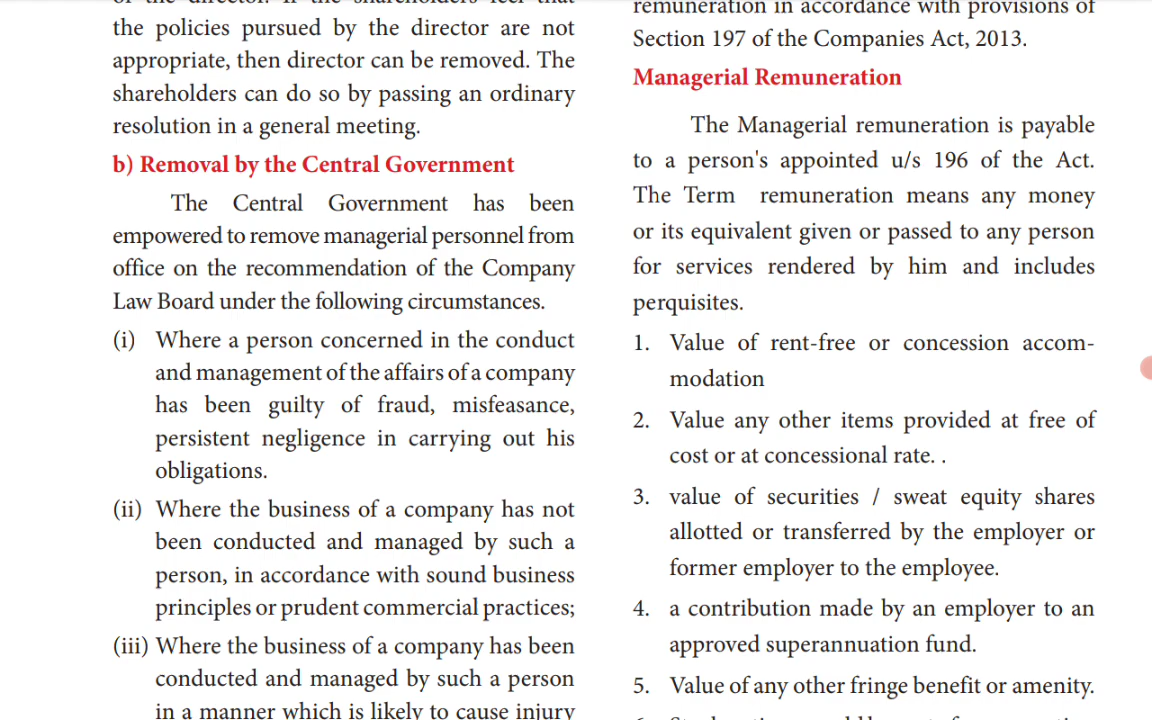 the policies pursued by the director are not
appropriate, then director can be removed. The
shareholders can do so by passing an ordinary
resolution in a general meeting.
b) Removal by the Central Government
The Central Government has been
empowered to remove managerial personnel from
office on the recommendation of the Company
Law Board under the following circumstances.
(i) Where a person concerned in the conduct
and management of the affairs of a company
has been guilty of fraud, misfeasance,
persistent negligence in carrying out his
obligations.
(ii) Where the business of a company has not
been conducted and managed by such a
person, in accordance with sound business
principles or prudent commercial practices;
(iii) Where the business of a company has been
conducted and managed by such a person
in a manner which is likely to cause injury
remuneration in accordance with provisions of
Section 197 of the Companies Act, 2013.
Managerial Remuneration
The Managerial remuneration is payable
to a person's appointed u/s 196 of the Act.
The Term remuneration means any money
or its equivalent given or passed to any person
for services rendered by him and includes
perquisites.
1. Value of rent-free or concession accom-
modation
2. Value any other items provided at free of
cost or at concessional rate. .
3. value of securities / sweat equity shares
allotted or transferred by the employer or
former employer to the employee.
4. a contribution made by an employer to an
approved superannuation fund.
5. Value of any other fringe benefit or amenity.